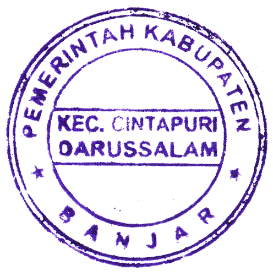 PEMERINTAH KABUPATEN
KEC. CINTAPURI
DARUSSALAM
BANJAR